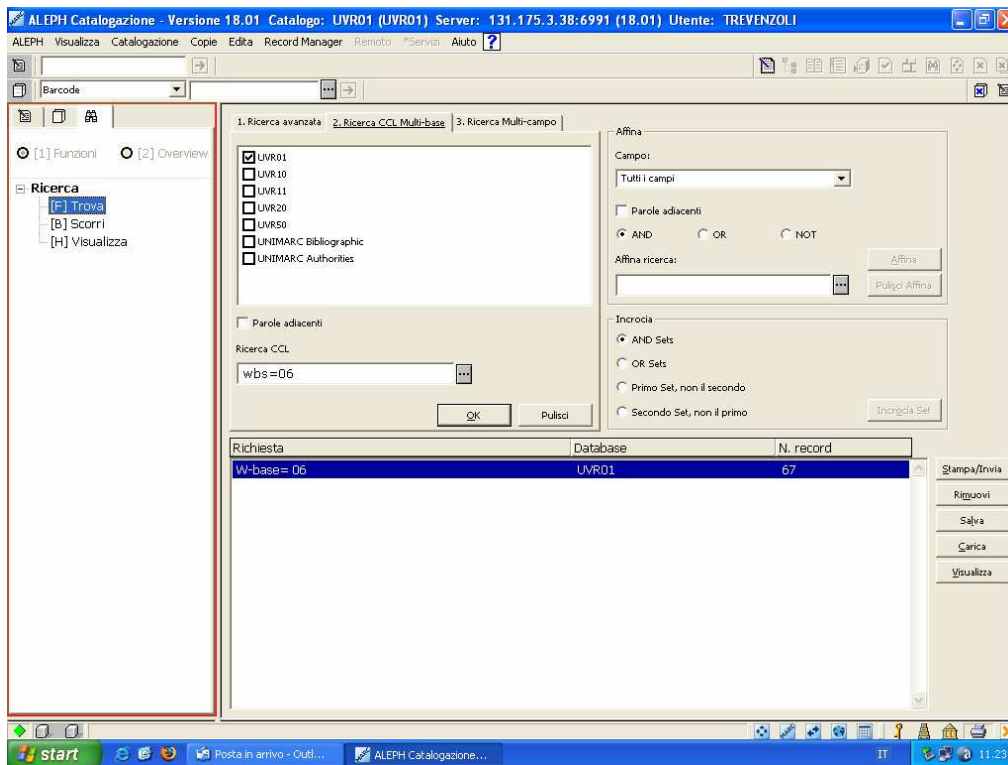 ALEPH Catalogazione - Versione 18.01 Catalogo: UVR01 (UVR01) Server: 131.175.3.38:6991 (18.01) Utente: TREVENZOLI
ALEPH Visualizza Catalogazione Copie Edita Record Manager Remoto *Servizi Aiuto ?
Barcode
[1] Funzioni [2] Overview
Ricerca
[F] Trova
[B] Scorri
[H] Visualizza
1. Ricerca avanzata 2. Ricerca CCL Multi-base 3. Ricerca Multi-campo
UVR01
UVR10
UVR11
UVR20
UVR50
UNIMARC Bibliographic
UNIMARC Authorities
Parole adiacenti
Ricerca CCL
wbs=06
OK Pulisci
Affina
Campo:
Tutti i campi
Parole adiacenti
AND OR NOT
Affina ricerca:
Affina
Pulisci Affina
Incrocia
AND Sets
OR Sets
Primo Set, non il secondo
Secondo Set, non il primo
Incrocia Set
Richiesta Database N. record
W-base= 06 UVR01 67
Stampa/Invia
Rimuovi
Salva
Carica
Visualizza
start Posta in arrivo - Outl... ALEPH Catalogazione... IT 11.23